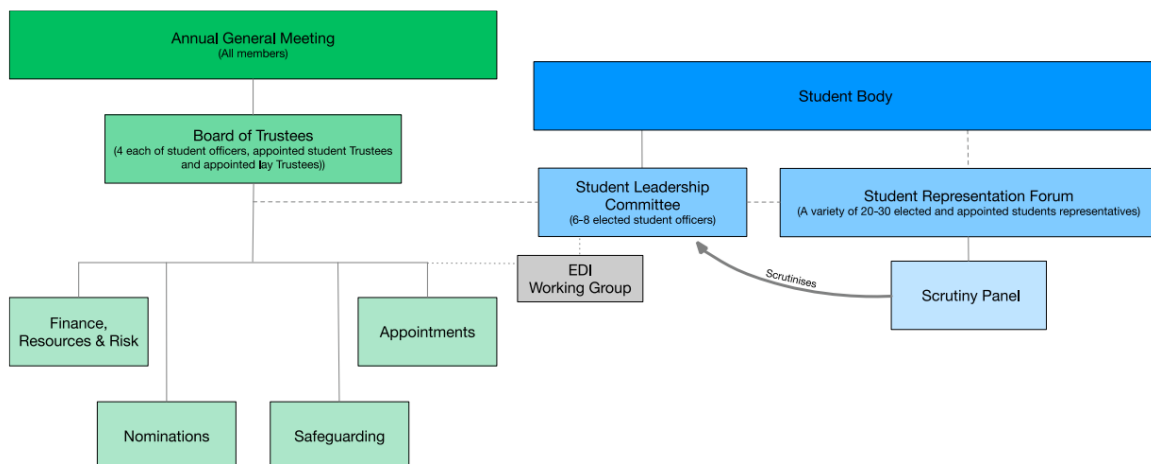 Annual General Meeting
(All members)
Student Body
Board of Trustees
(4 each of student officers, appointed student Trustees
and appointed lay Trustees))
Student Leadership
Committee
(6-8 elected student officers)
Student Representation Forum
(A variety of 20-30 elected and appointed students representatives)
EDI
Working Group
Scrutinises
Scrutiny Panel
Finance,
Resources & Risk
Appointments
Nominations
Safeguarding